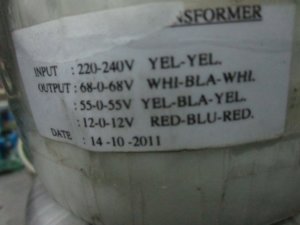 NSFORMER
INPUT : 220-240V YEL-YEL.
OUTPUT : 68-0-68V WHI-BLA-WHI.
: 55-0-55V YEL-BLA-YEL.
: 12-0-12V RED-BLU-RED.
DATE : 14-10-2011